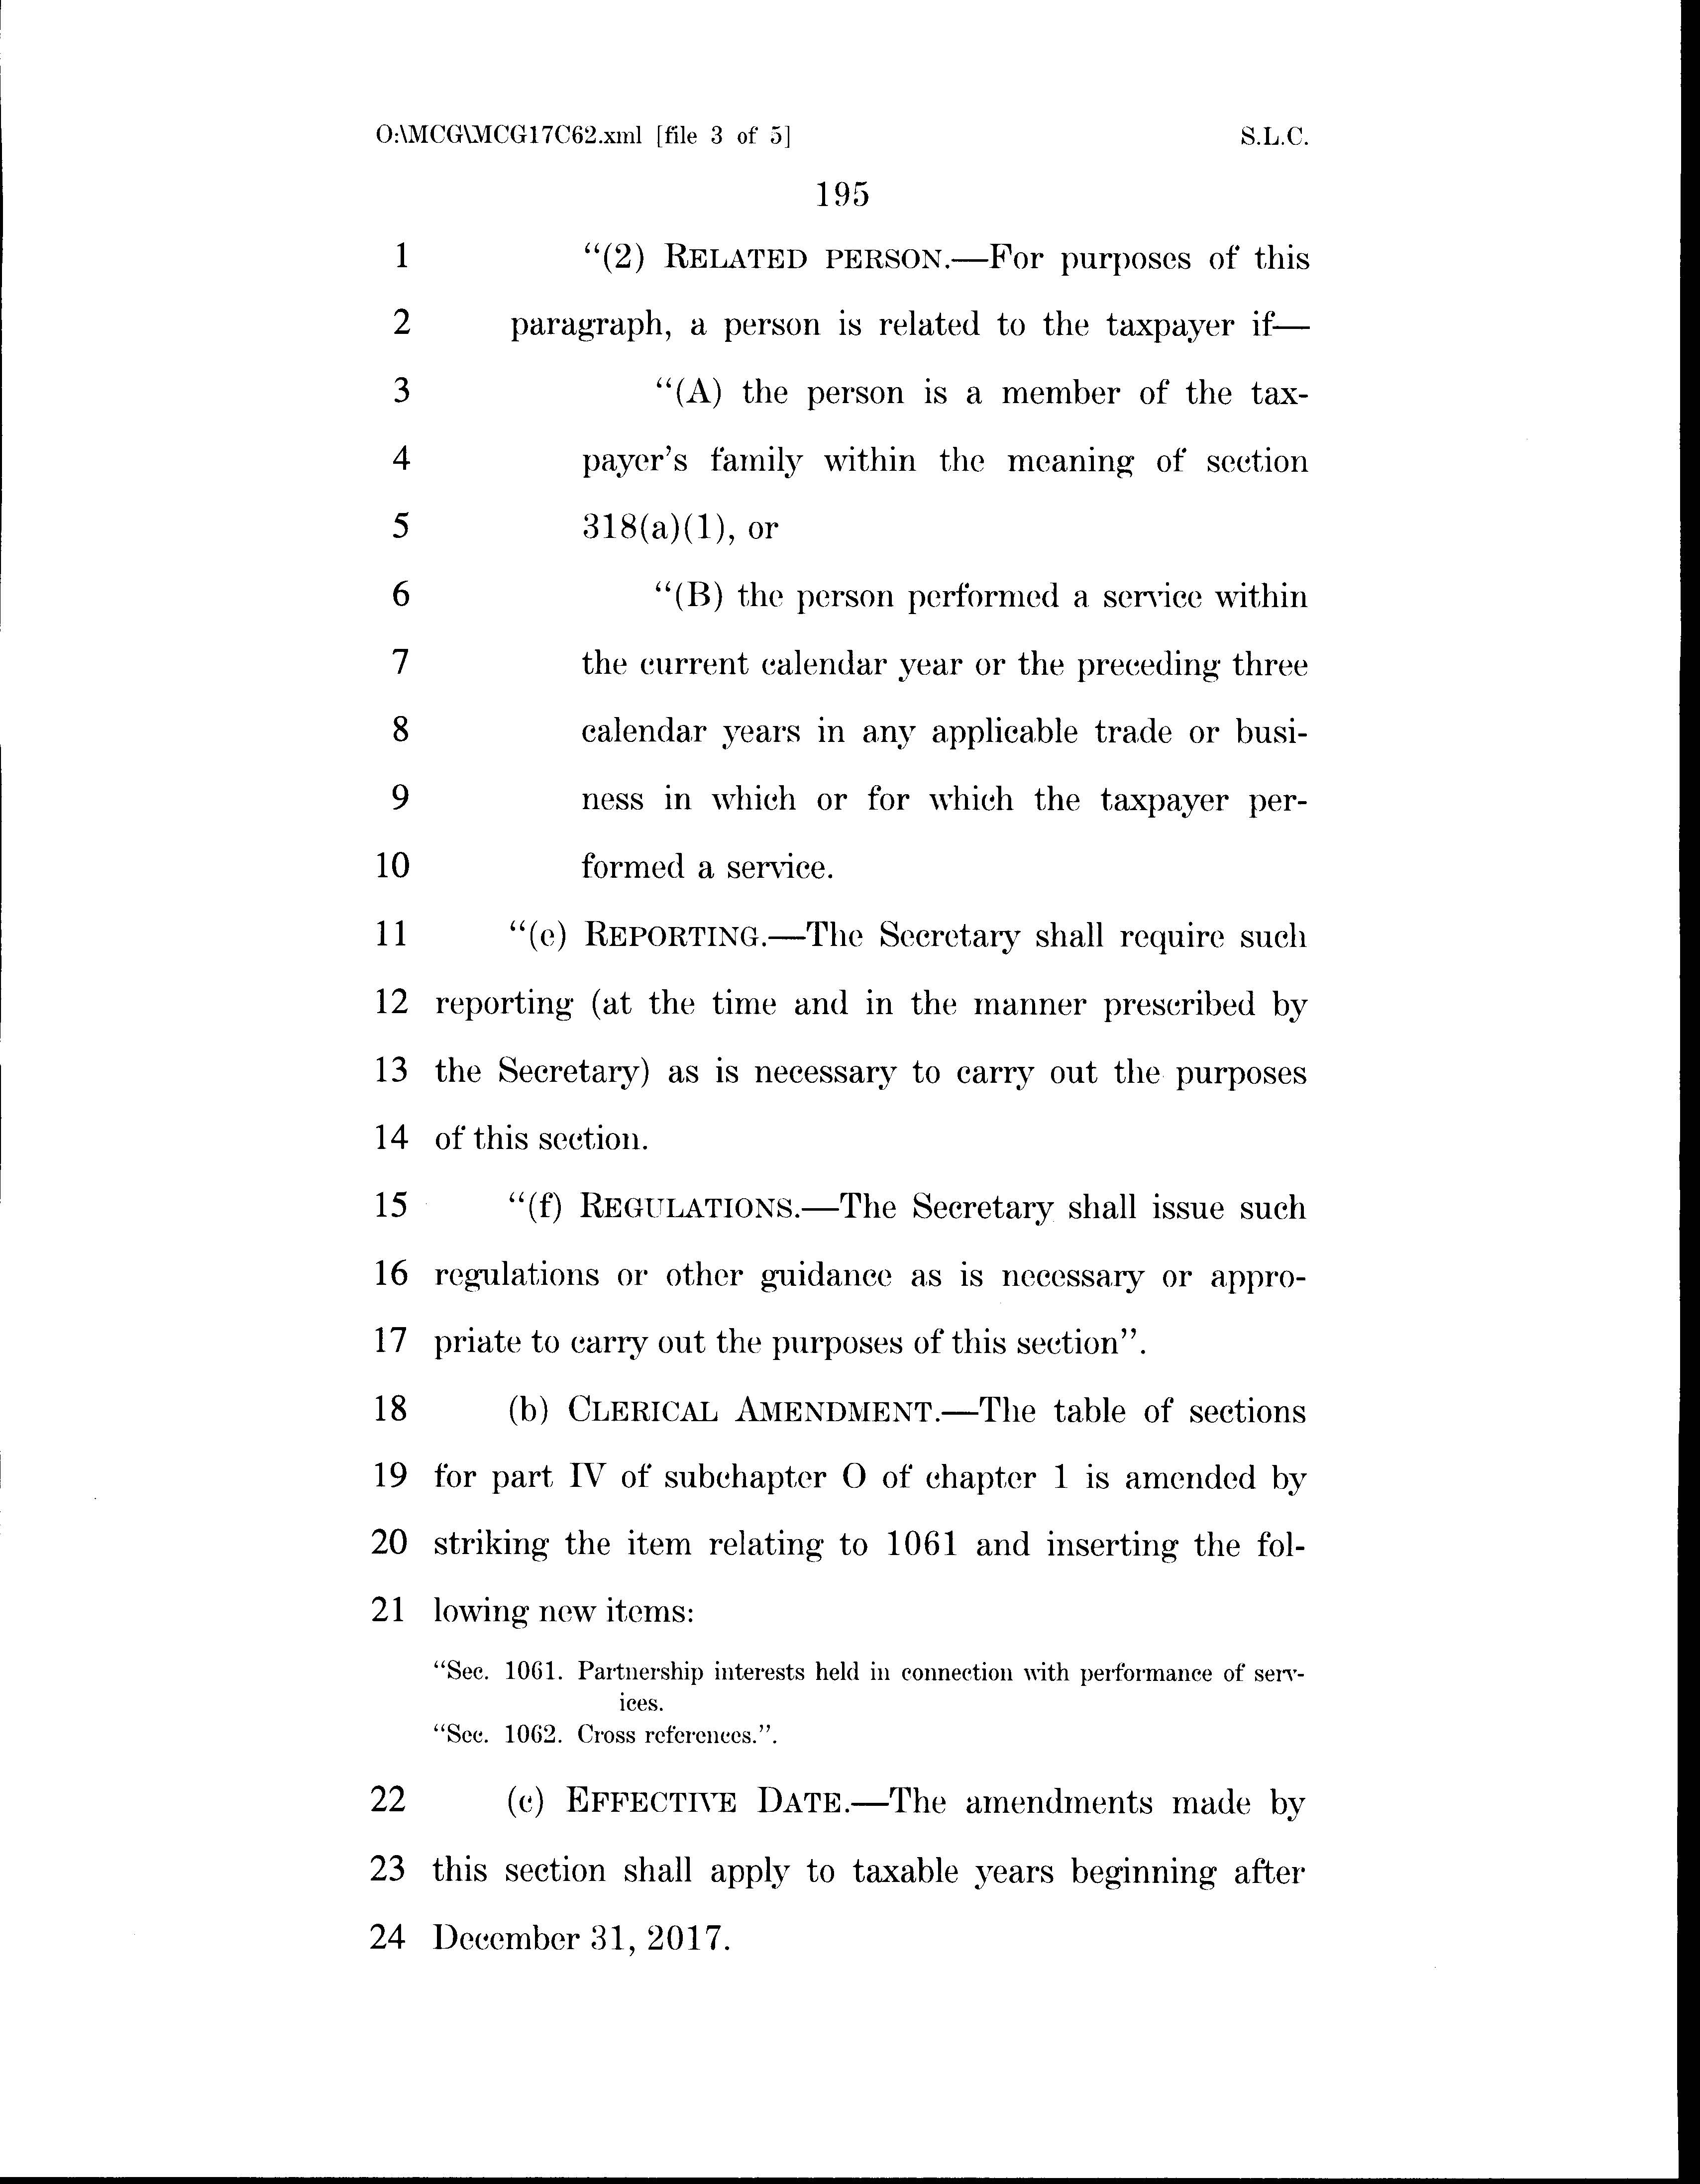 O:\MCG\MCG17C62.xml [file 3 of 5] S.L.C.
195
1 “(2) RELATED PERSON.—For purposes of this
2 paragraph, a person is related to the taxpayer if—
3 “(A) the person is a member of the tax-
4 payer’s family within the meaning of section
5 318(a)(1), or
6 “(B) the person performed a service within
7 the current calendar year or the preceding three
8 calendar years in any applicable trade or busi-
9 ness in which or for which the taxpayer per-
10 formed a service.
11 “(e) REPORTING.—The Secretary shall require such
12 reporting (at the time and in the manner prescribed by
13 the Secretary) as is necessary to carry out the purposes
14 of this section.
15 “(f) REGULATIONS.—The Secretary shall issue such
16 regulations or other guidance as is necessary or appro-
17 priate to carry out the purposes of this section”.
18 (b) CLERICAL AMENDMENT.—The table of sections
19 for part IV of subchapter O of chapter 1 is amended by
20 striking the item relating to 1061 and inserting the fol-
21 lowing new items:
“Sec. 1061. Partnership interests held in connection with performance of serv-
ices.
“Sec. 1062. Cross references.”.
22 (c) EFFECTIVE DATE.—The amendments made by
23 this section shall apply to taxable years beginning after
24 December 31, 2017.